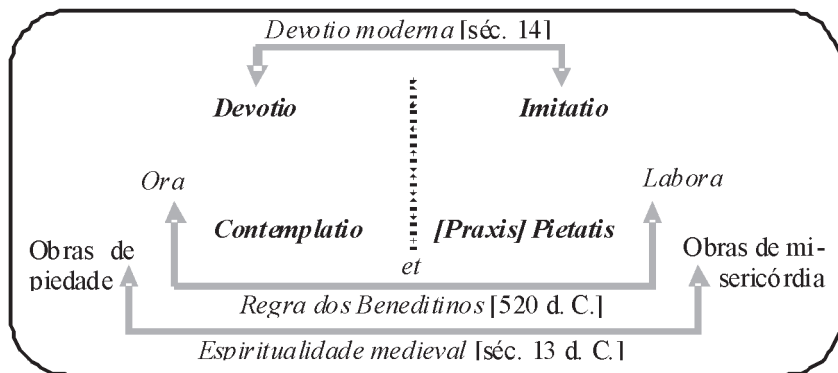 Devotio moderna [séc. 14]
Devotio Imitatio
Ora Labora
Contemplatio [Praxis] Pietatis
Obras de piedade
Obras de mi-
sericórdia
et
Regra dos Beneditinos [520 d. C.]
Espiritualidade medieval [séc. 13 d. C.]